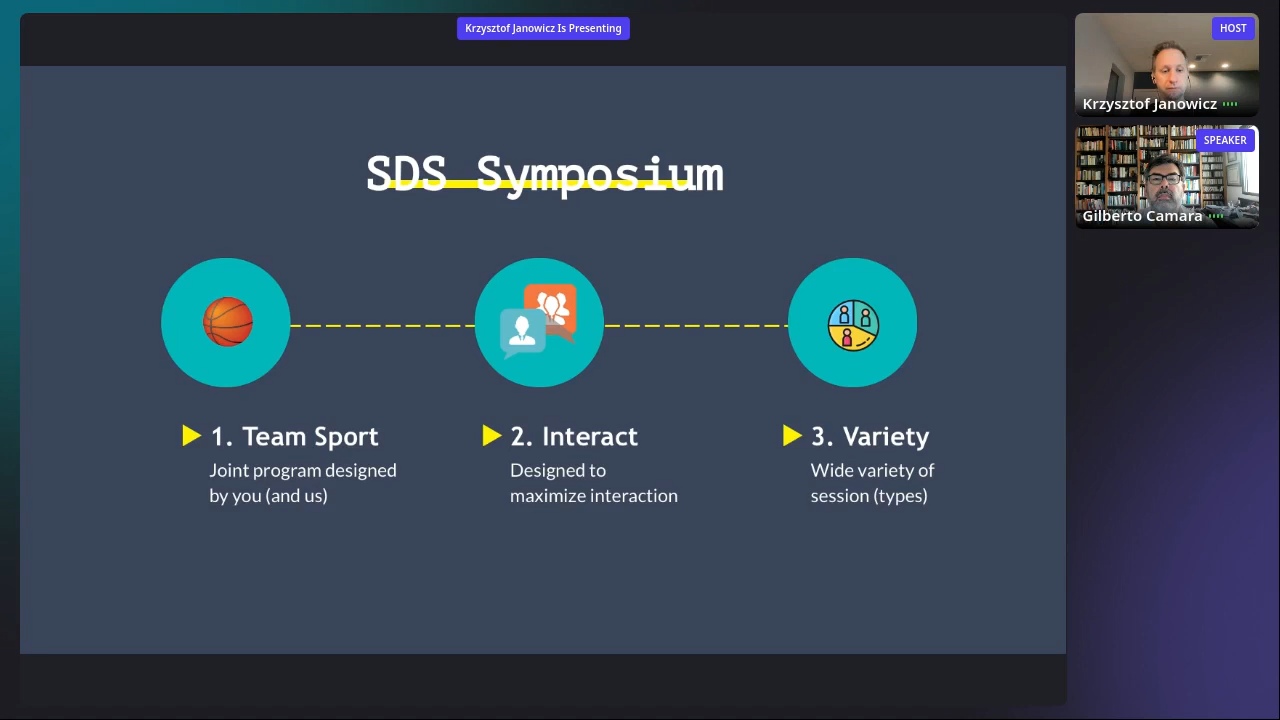 Krzysztof Janowicz Is Presenting
HOST
Krzysztof Janowicz
SPEAKER
Gilberto Camara
SDS Symposium
1. Team Sport
Joint program designed
by you (and us)
2. Interact
Designed to
maximize interaction
3. Variety
Wide variety of
session (types)